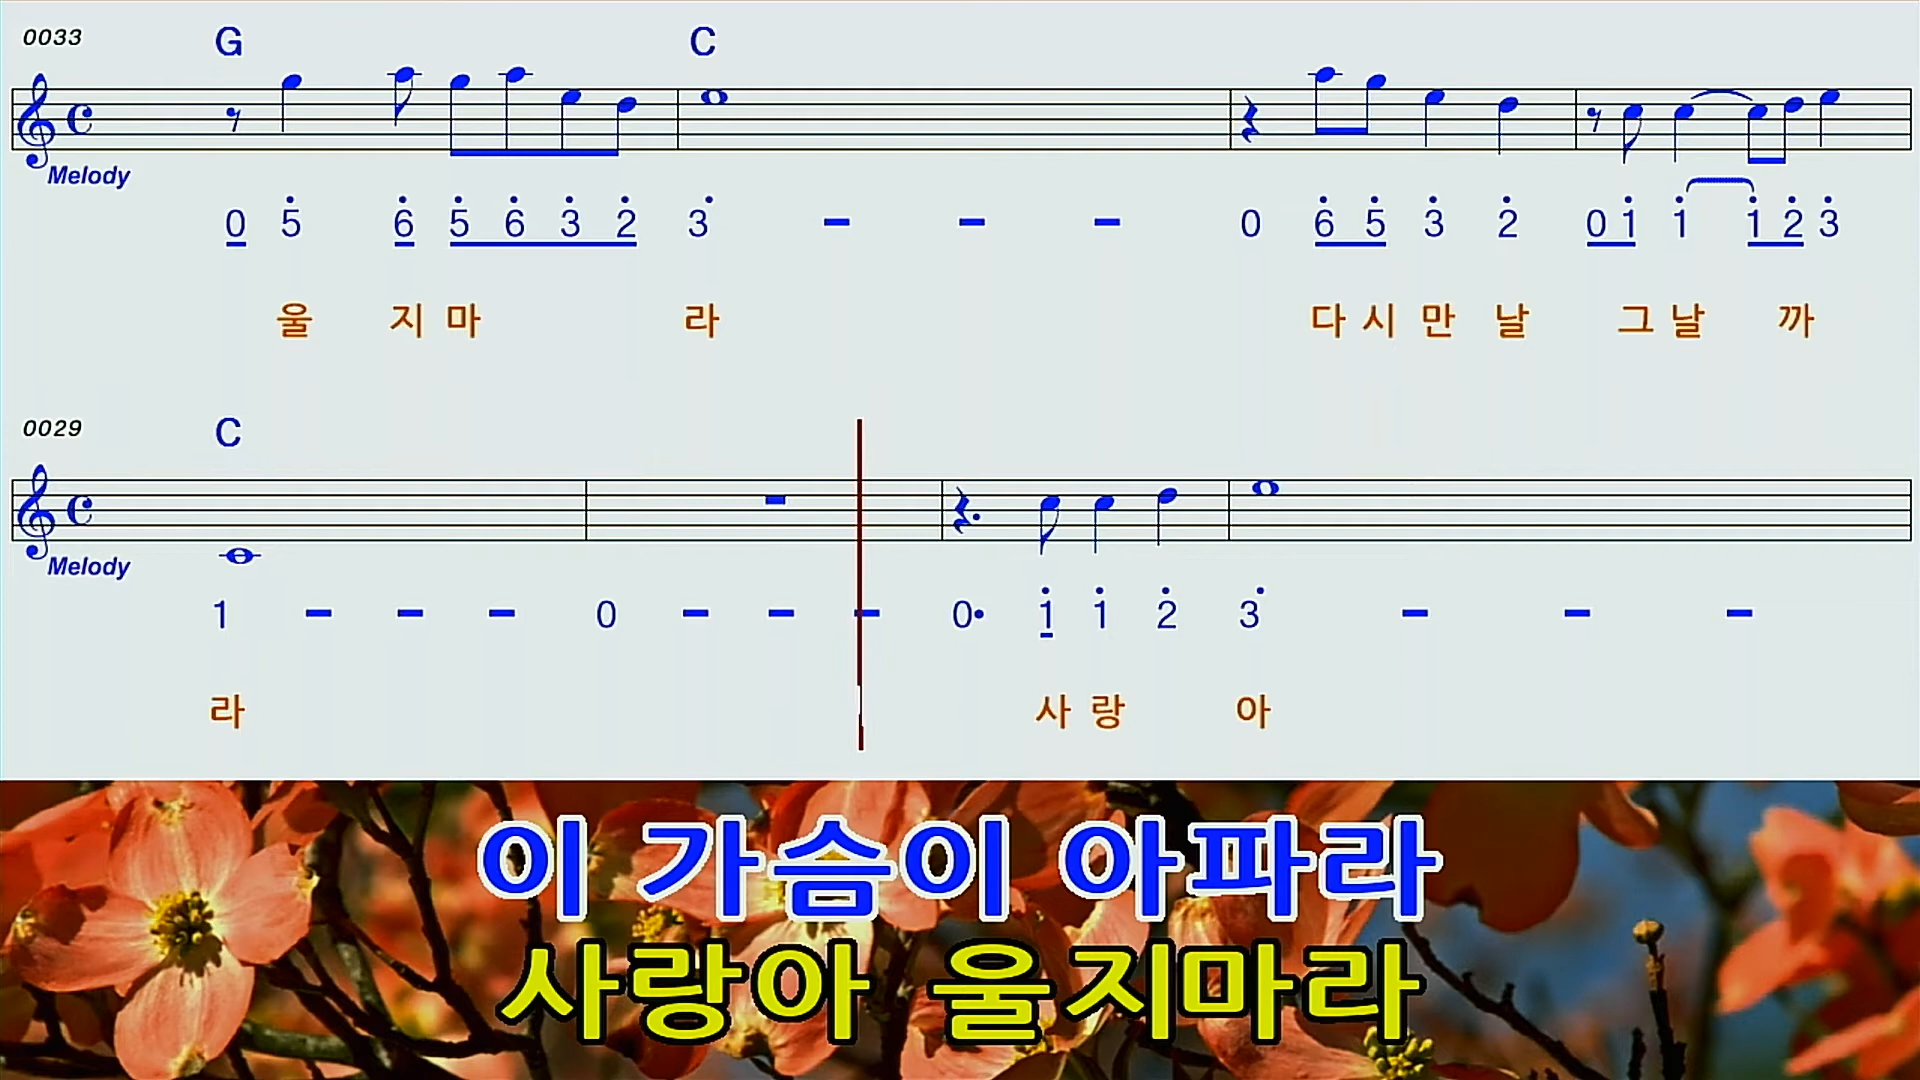 0033 G C
Melody
0 5 6 5 6 3 2 3 - - - 0 6 5 3 2 0 1 1 1 2 3
울 지 마 라 다 시 만 날 그 날 까
0029 C
Melody
1 - - - 0 - - - 0· 1 1 2 3 - - -
라 사 랑 아
이 가슴이 아파라
사랑아 울지마라